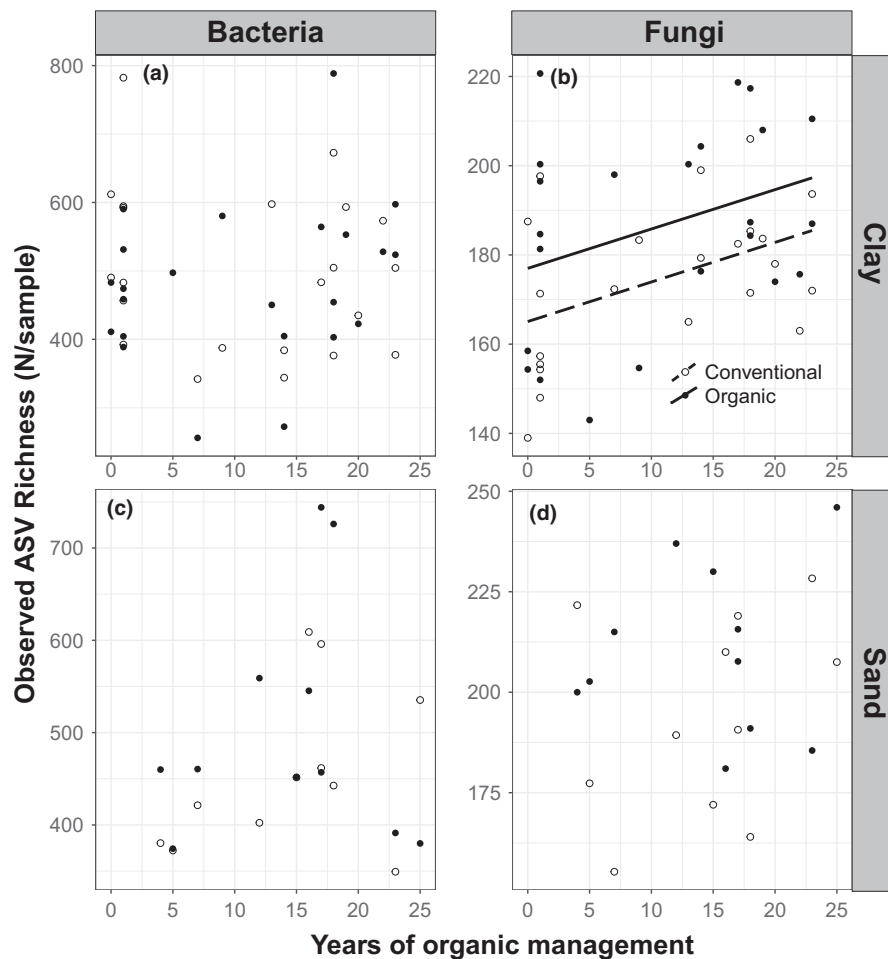 Bacteria
Fungi
(a)
(b)
Clay
800
600
400
220
200
180
160
140
Conventional
Organic
0 5 10 15 20 25
0 5 10 15 20 25
(c)
(d)
Sand
700
600
500
400
250
225
200
175
0 5 10 15 20 25
0 5 10 15 20 25
Observed ASV Richness (N/sample)
Years of organic management